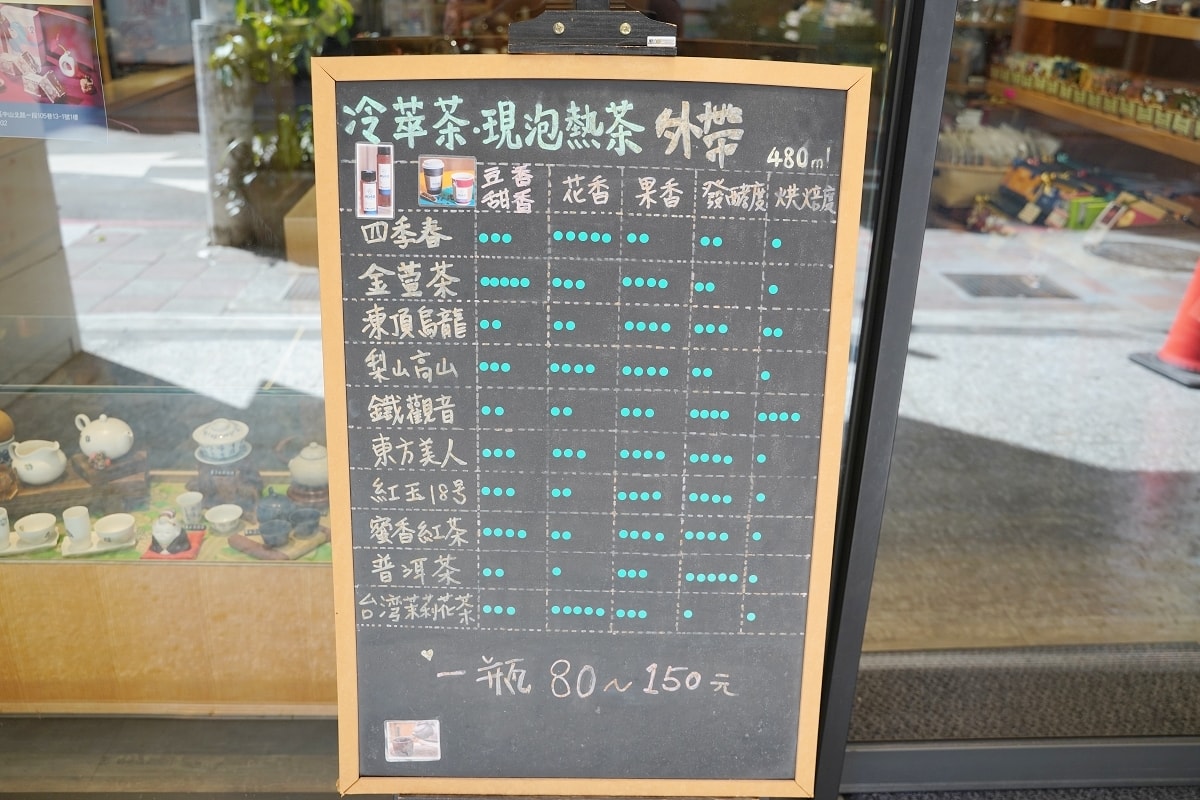 冷萃茶·現泡熱茶 外帶 480ml
豆香甜香 花香 果香 發酵度 烘焙度
四季春 ●●● ●●●●● ●● ●● ●
金萱茶 ●●●●● ●●● ●●●● ●● ●
凍頂烏龍 ●● ●● ●●●● ●●● ●●
梨山高山 ●●● ●●●● ●●●● ●● ●
鐵觀音 ●● ●● ●●● ●●●● ●●●●
東方美人 ●●● ●●● ●●●● ●●●● ●
紅玉18号 ●●● ●● ●●●● ●●●● ●
蜜香紅茶 ●●●● ●● ●●●● ●●●● ●
普洱茶 ●● ● ●●● ●●●●● ●
台灣茉莉花茶 ●●● ●●●●● ●●● ● ●
一瓶 80~150元